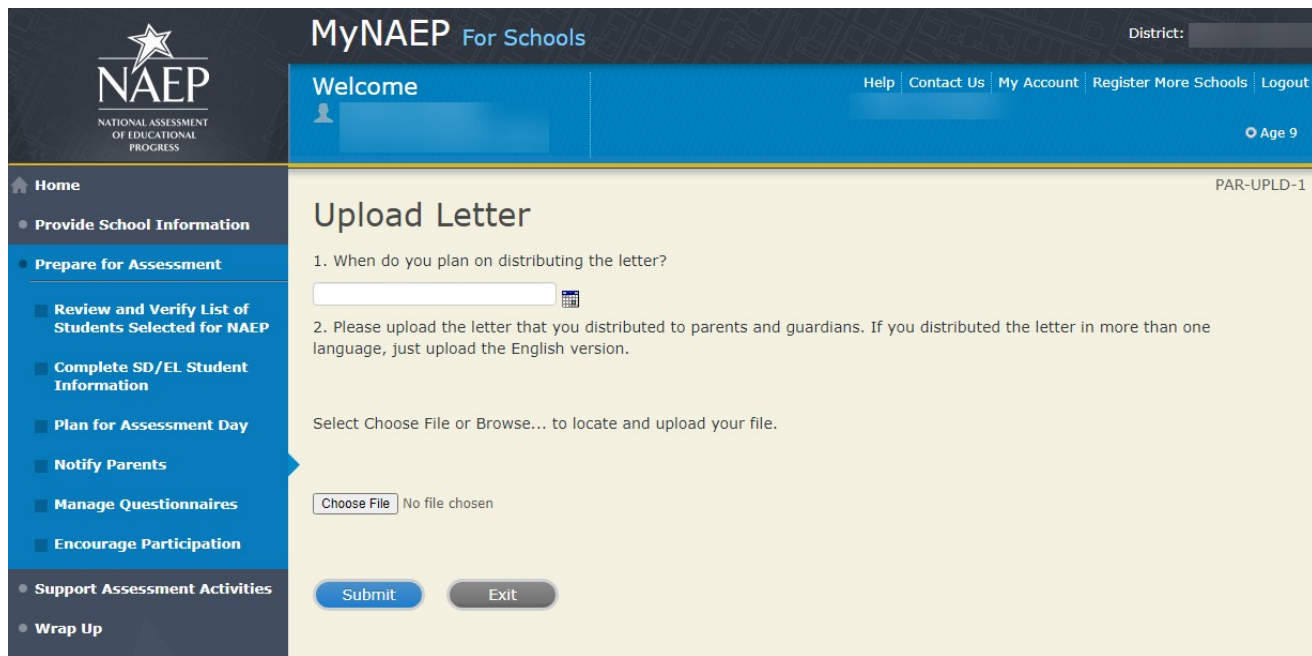 MyNAEP For Schools
District:
NAEP
NATIONAL ASSESSMENT
OF EDUCATIONAL
PROGRESS
Welcome
Help Contact Us My Account Register More Schools Logout
Age 9
Home
Provide School Information
Prepare for Assessment
Review and Verify List of
Students Selected for NAEP
Complete SD/EL Student
Information
Plan for Assessment Day
Notify Parents
Manage Questionnaires
Encourage Participation
Support Assessment Activities
Wrap Up
PAR-UPLD-1
Upload Letter
1. When do you plan on distributing the letter?
2. Please upload the letter that you distributed to parents and guardians. If you distributed the letter in more than one
language, just upload the English version.
Select Choose File or Browse... to locate and upload your file.
Choose File No file chosen
Submit Exit